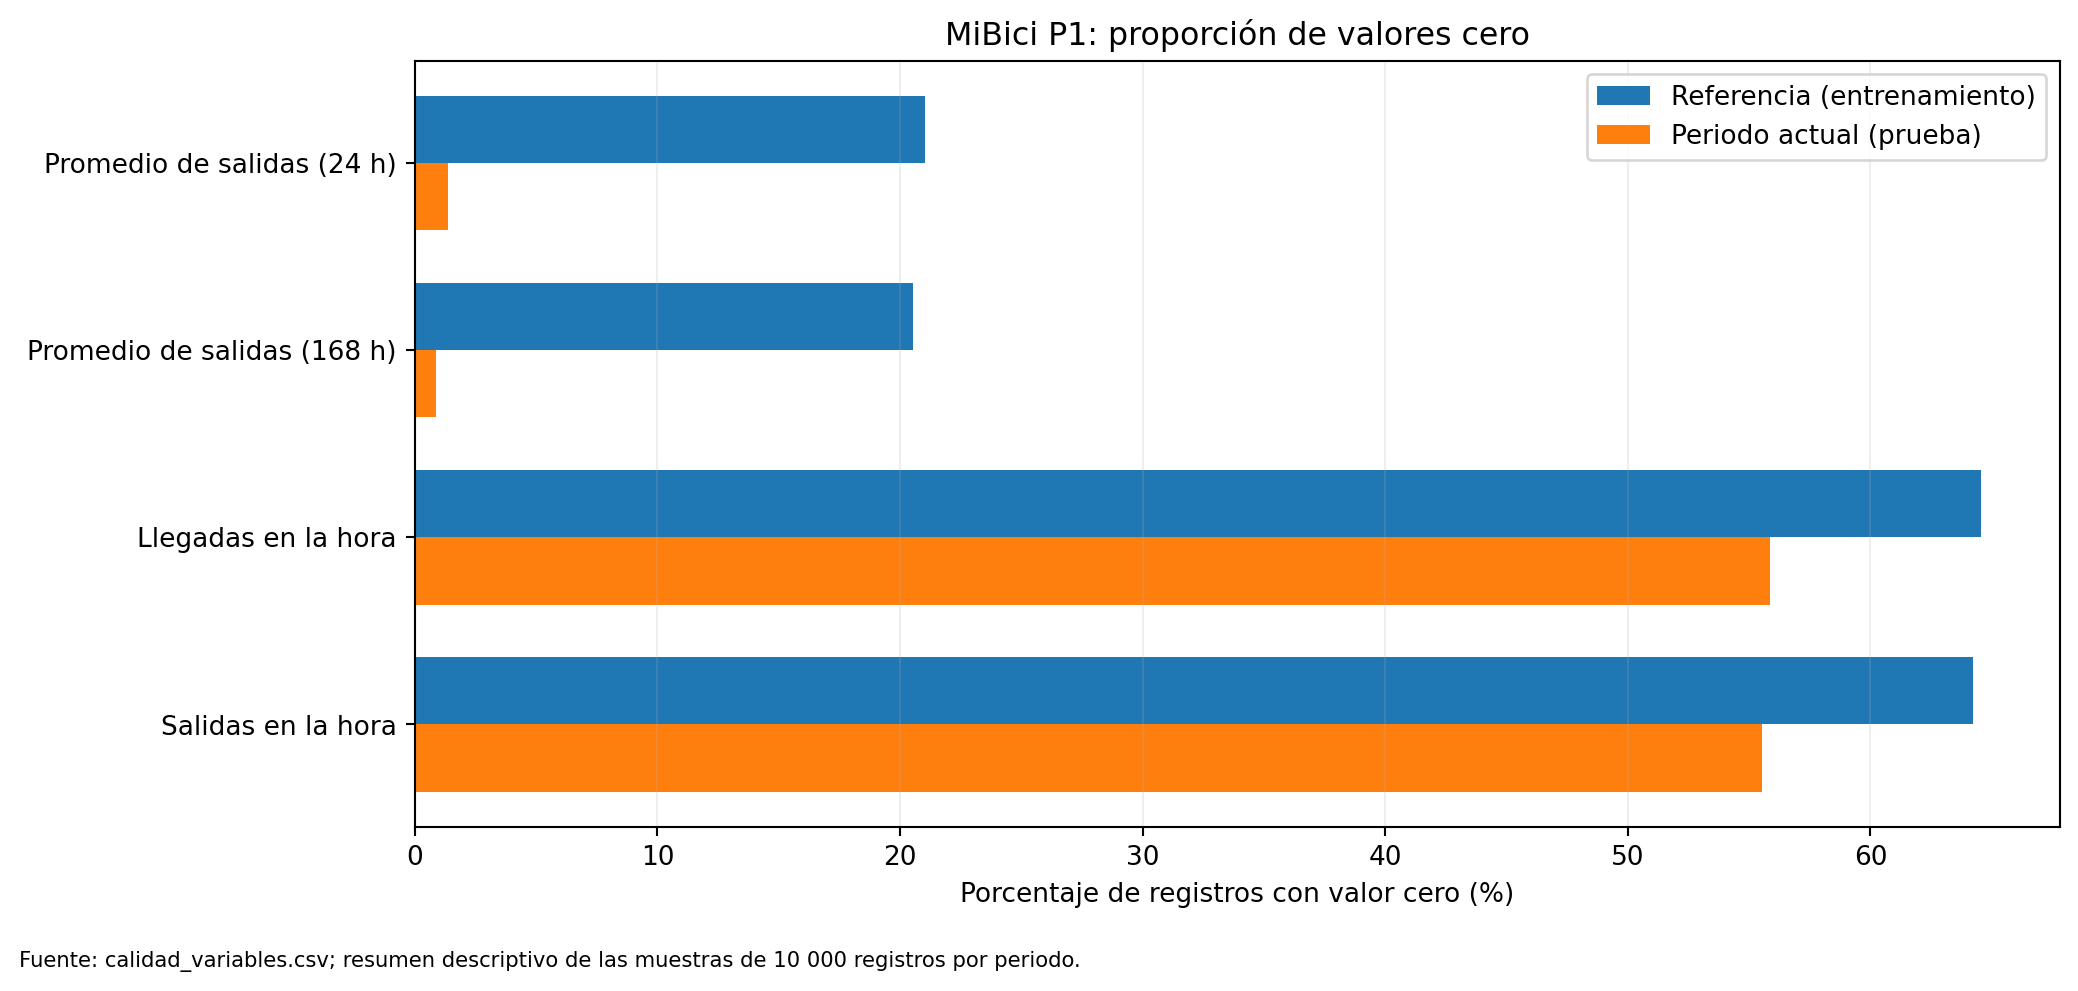 MiBici P1: proporción de valores cero
Referencia (entrenamiento)
Periodo actual (prueba)
Promedio de salidas (24 h)
Promedio de salidas (168 h)
Llegadas en la hora
Salidas en la hora
0 10 20 30 40 50 60
Porcentaje de registros con valor cero (%)
Fuente: calidad_variables.csv; resumen descriptivo de las muestras de 10 000 registros por periodo.